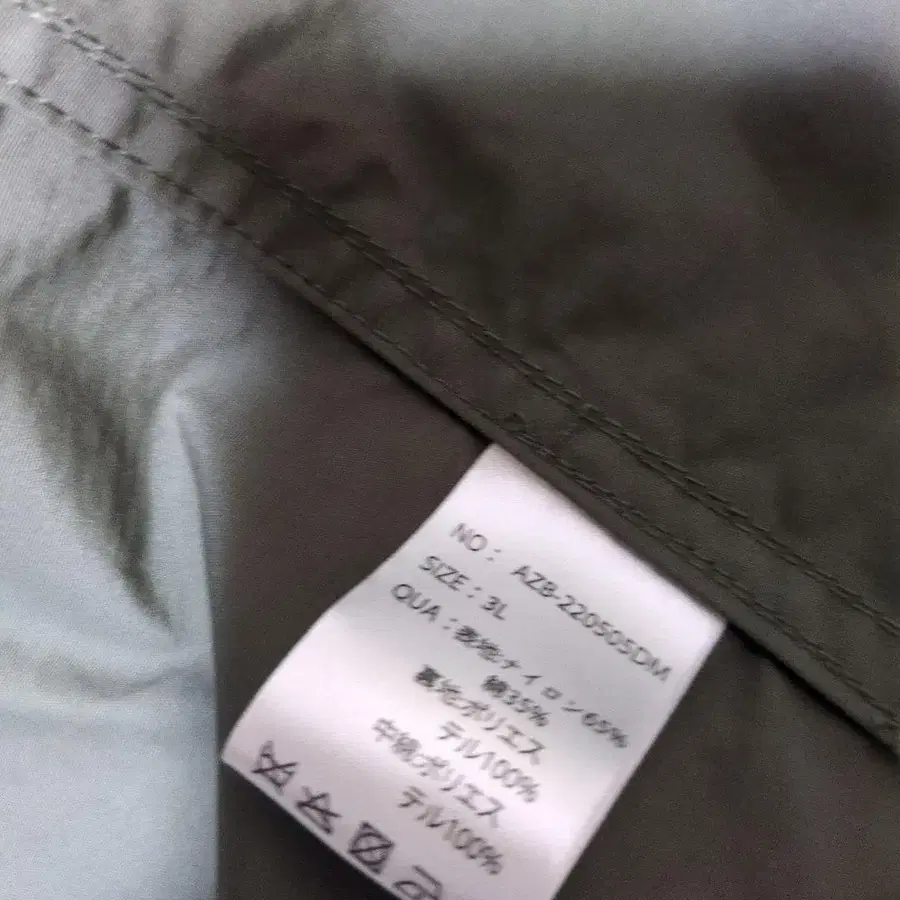 NO： AZB-220505DM
SIZE：3L
QUA：表地ナイロン65%
綿35%
裏地ポリエス
テル100%
中綿ポリエス
テル100%